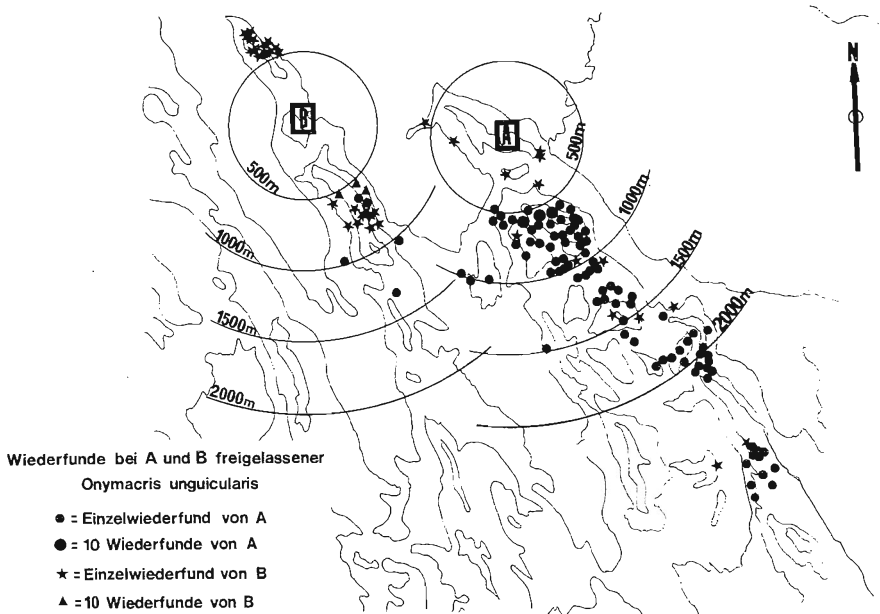 N
B
A
500m
500m
1000m
1000m
1500m
1500m
2000m
2000m
Wiederfunde bei A und B freigelassener
Onymacris unguicularis
● = Einzelwiederfund von A
● = 10 Wiederfunde von A
★ = Einzelwiederfund von B
▲ = 10 Wiederfunde von B